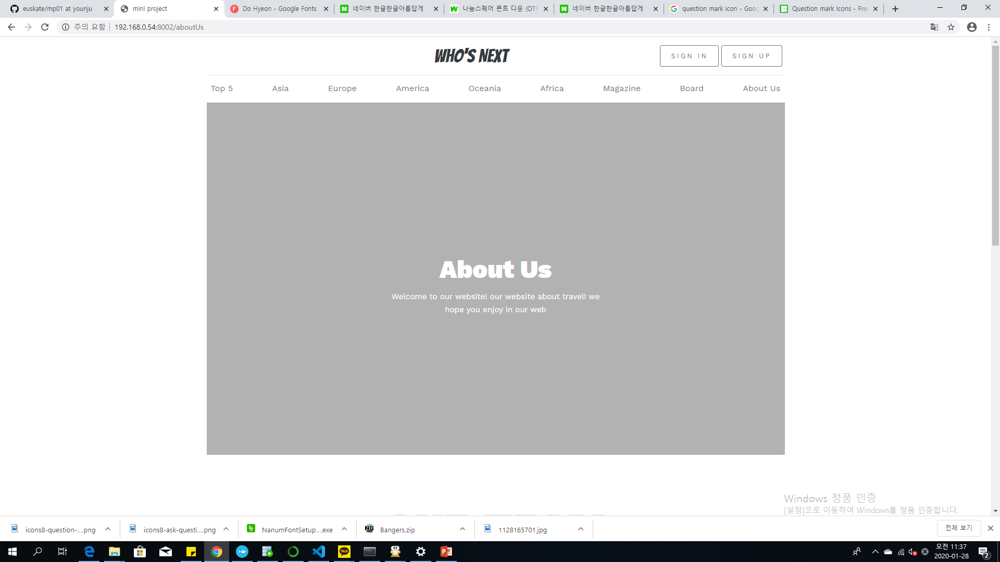 euskate/mp01 at younju
mini project
Do Hyeon - Google Fonts
네이버 한글한글아름답게
나눔스퀘어 폰트 다운 (OTF
네이버 한글한글아름답게
question mark icon - Goog
Question mark Icons - Free
주의 요함
192.168.0.54:8002/aboutUs
WHO'S NEXT
SIGN IN
SIGN UP
Top 5
Asia
Europe
America
Oceania
Africa
Magazine
Board
About Us
About Us
Welcome to our website! our website about travel! we
hope you enjoy in our web
Windows 정품 인증
[설정]으로 이동하여 Windows를 정품 인증합니다.
icons8-question-....png
icons8-ask-questi....png
NanumFontSetup....exe
Bangers.zip
1128165701.jpg
전체 보기
오전 11:37
2020-01-28
2